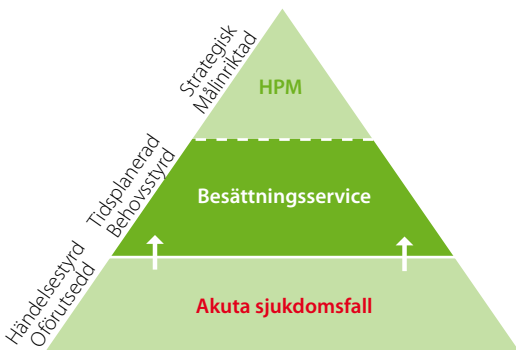 Strategisk
Målinriktad
HPM
Tidsplanerad
Behovsstyrd
Besättningsservice
Händelsestyrd
Oförutsedd
Akuta sjukdomsfall